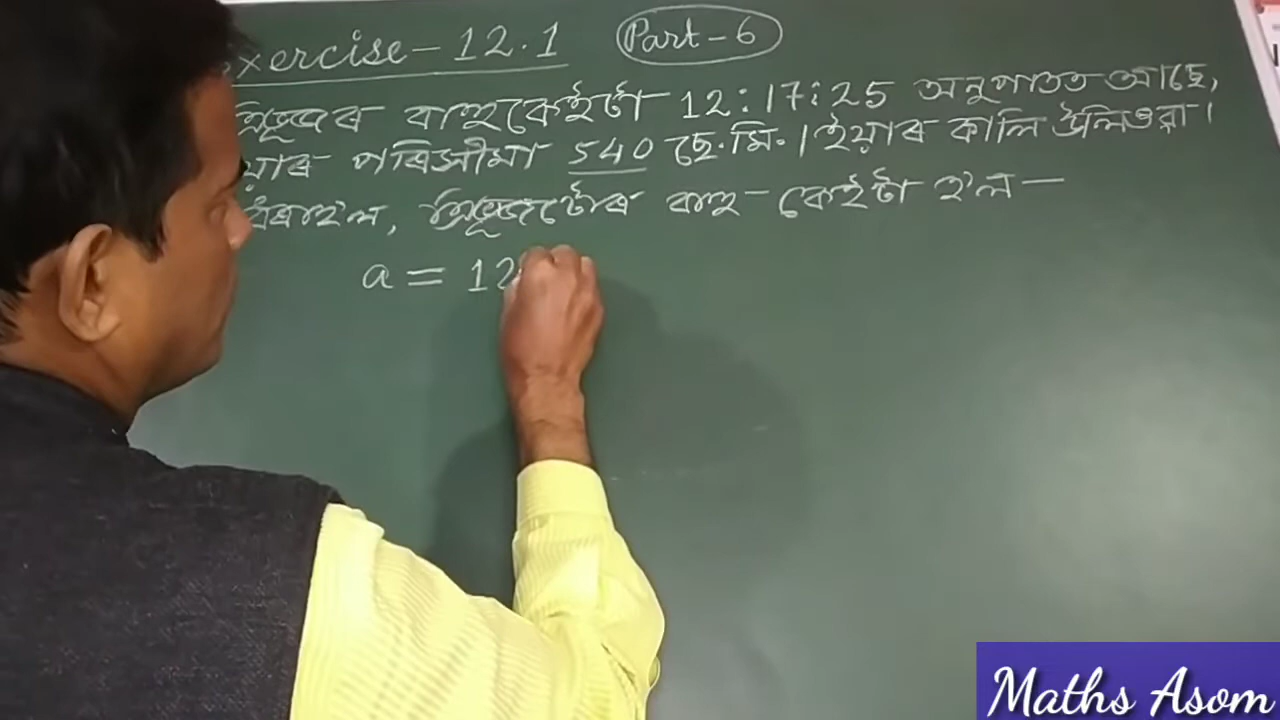 xercise - 12.1 Part - 6
ত্ৰিভূজৰ বাহুকেইটা 12:17:25 অনুপাতত আছে,
য়াৰ পৰিসীমা 540 ছে.মি.। ইয়াৰ কালি উলিওৱা।
ধৰাহ'ল, ত্ৰিভূজটোৰ বাহু - কেইটা হ'ল —
a = 12
Maths Asom